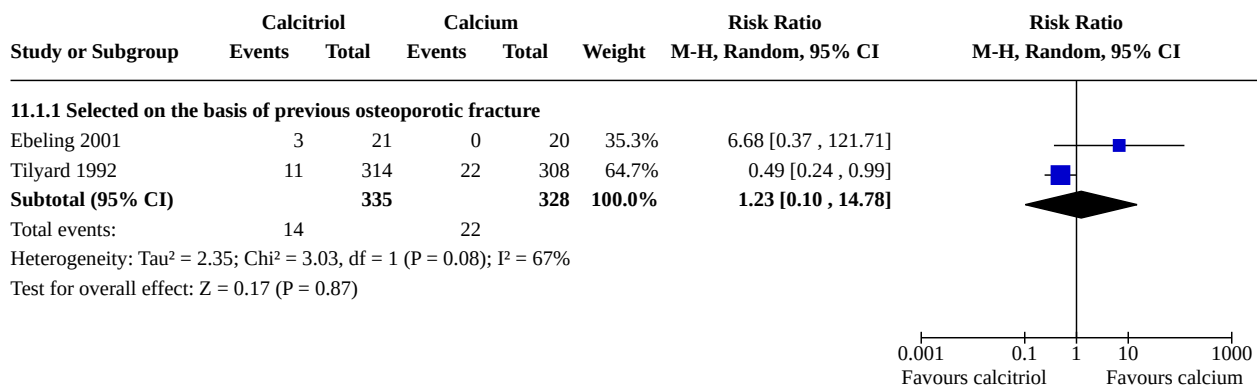 Calcitriol Calcium Risk Ratio Risk Ratio
Study or Subgroup Events Total Events Total Weight M-H, Random, 95% CI M-H, Random, 95% CI
11.1.1 Selected on the basis of previous osteoporotic fracture
Ebeling 2001 3 21 0 20 35.3% 6.68 [0.37 , 121.71]
Tilyard 1992 11 314 22 308 64.7% 0.49 [0.24 , 0.99]
Subtotal (95% CI) 335 328 100.0% 1.23 [0.10 , 14.78]
Total events: 14 22
Heterogeneity: Tau² = 2.35; Chi² = 3.03, df = 1 (P = 0.08); I² = 67%
Test for overall effect: Z = 0.17 (P = 0.87)
0.001 0.1 1 10 1000
Favours calcitriol Favours calcium